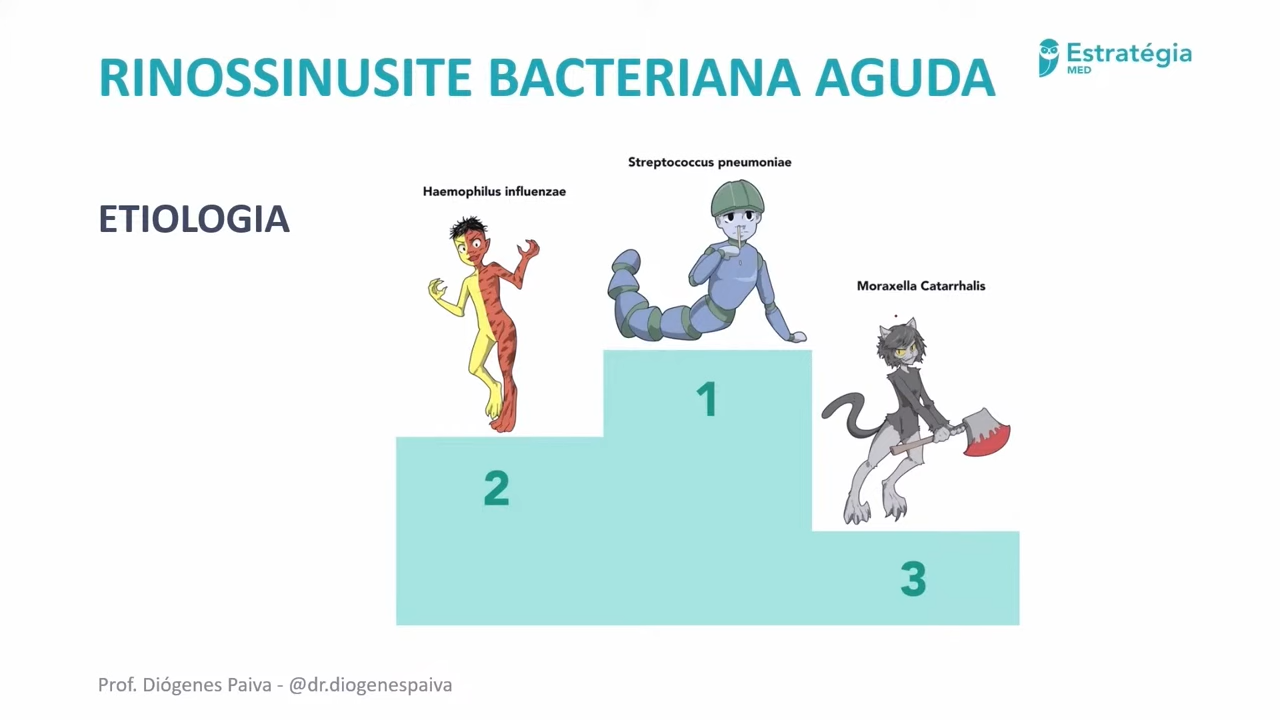 RINOSSINUSITE BACTERIANA AGUDA
Estratégia
MED
ETIOLOGIA
Streptococcus pneumoniae
Haemophilus influenzae
Moraxella Catarrhalis
1
2
3
Prof. Diógenes Paiva - @dr.diogenespaiva